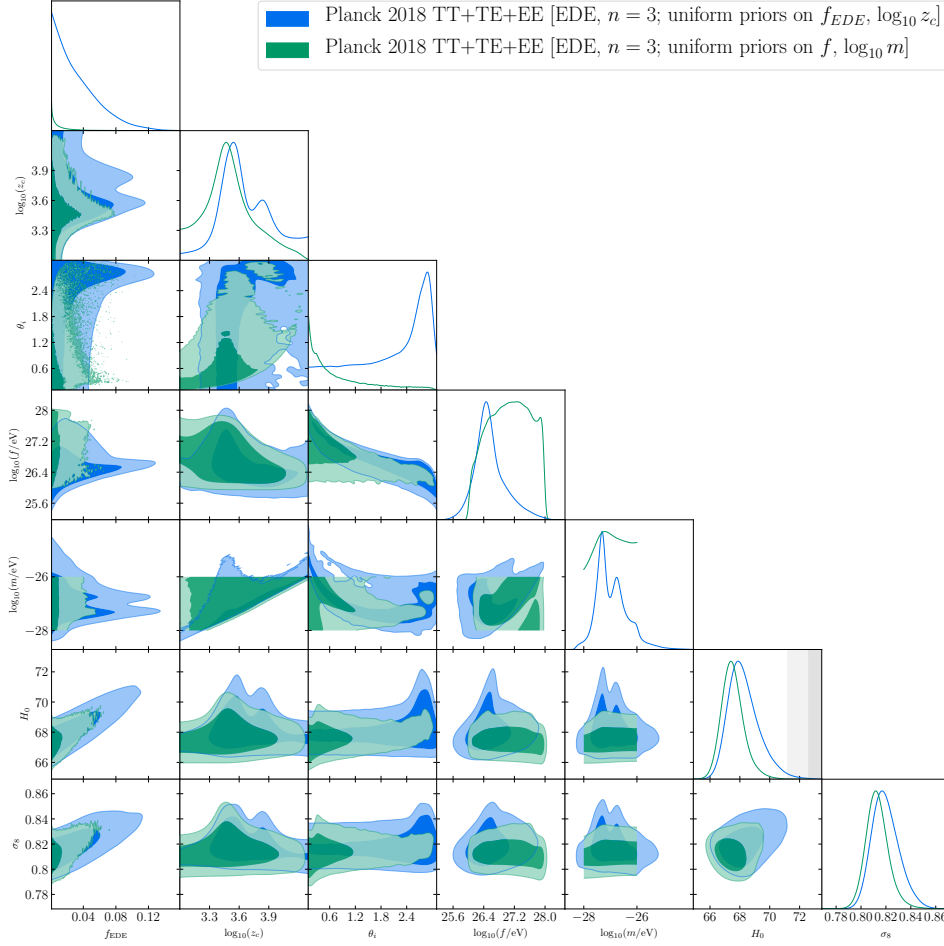 Planck 2018 TT+TE+EE [EDE, n = 3; uniform priors on f_EDE, log₁₀ z_c]
Planck 2018 TT+TE+EE [EDE, n = 3; uniform priors on f, log₁₀ m]
log₁₀(z_c)
3.9
3.6
3.3
θ_i
2.4
1.8
1.2
0.6
log₁₀(f/eV)
28
27.2
26.4
25.6
log₁₀(m/eV)
−26
−28
H₀
72
70
68
66
σ₈
0.86
0.84
0.82
0.80
0.78
0.04 0.08 0.12 3.3 3.6 3.9 0.6 1.2 1.8 2.4 25.6 26.4 27.2 28.0 −28 −26 66 68 70 72 0.78 0.80 0.82 0.84 0.86
f_EDE log₁₀(z_c) θ_i log₁₀(f/eV) log₁₀(m/eV) H₀ σ₈